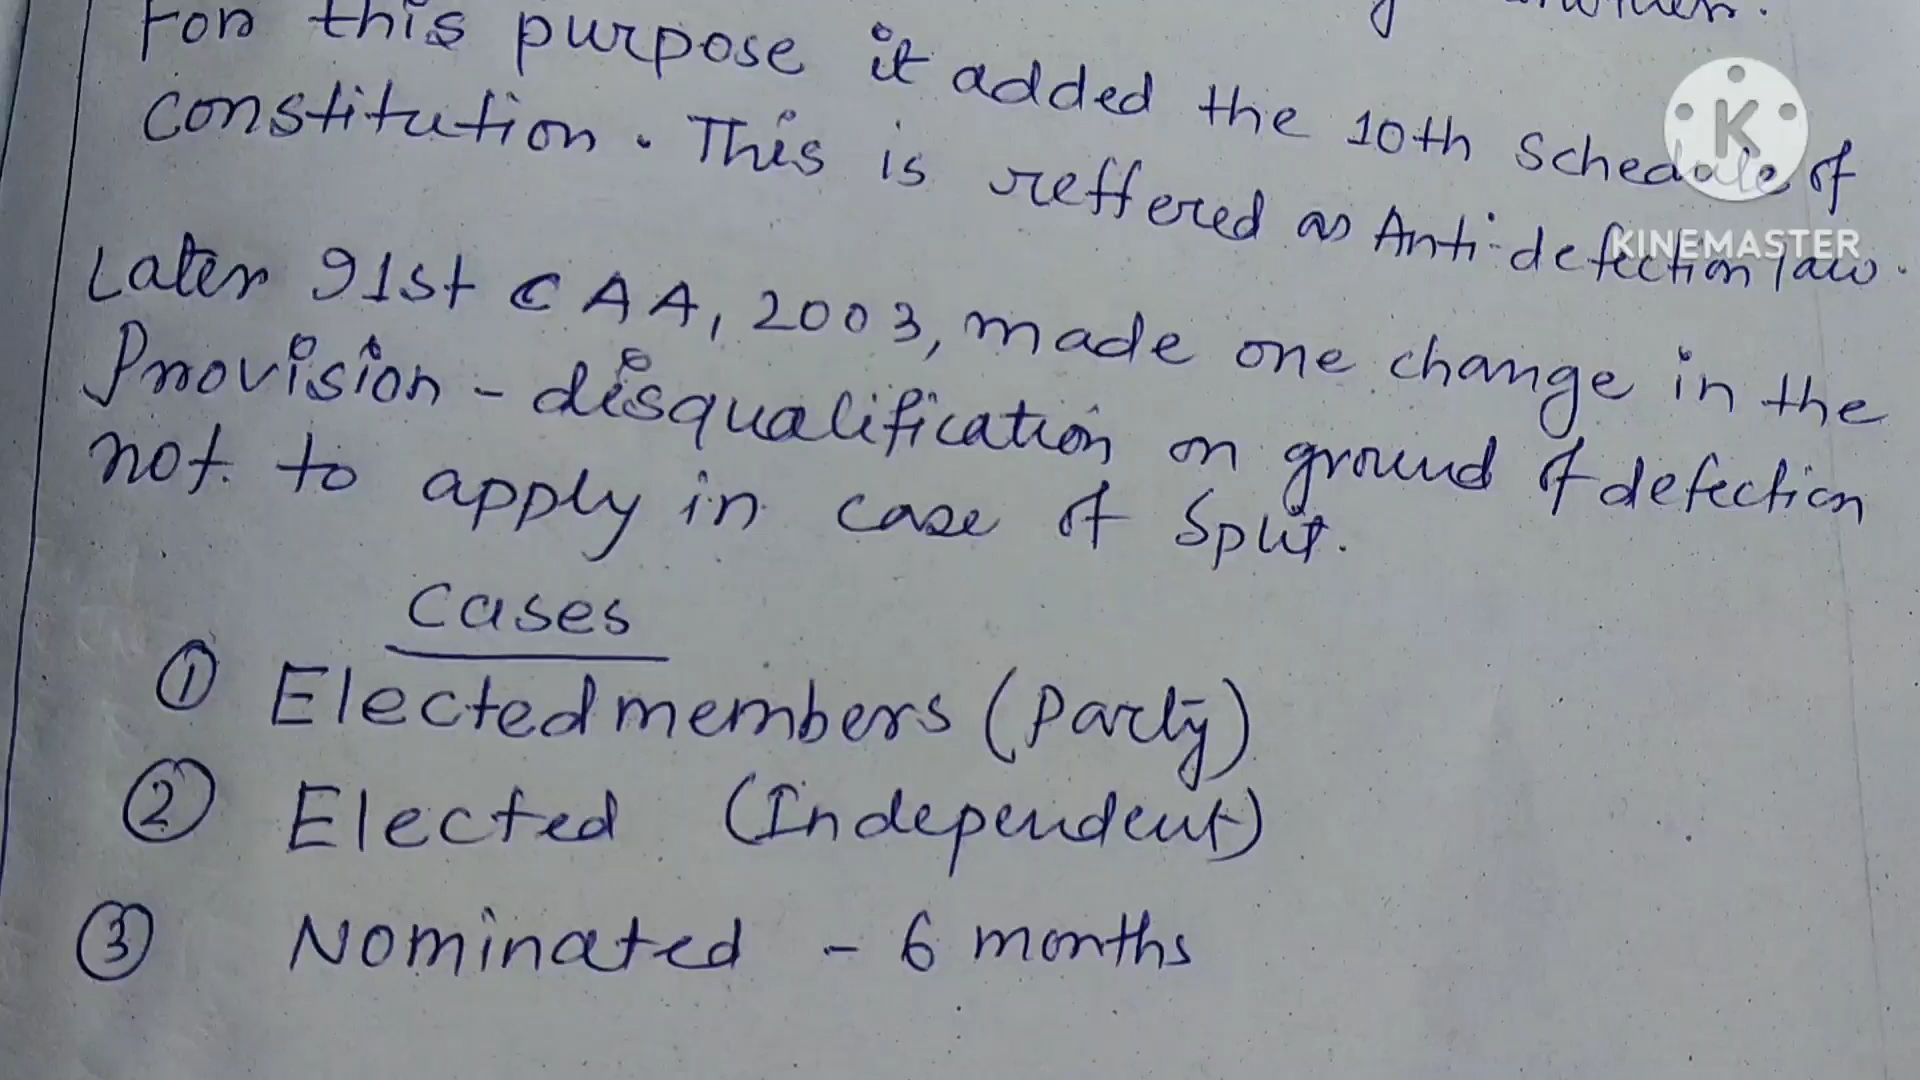 For this purpose it added the 10th Schedule of
Constitution. This is reffered as Anti-defection law.
Later 91st CAA, 2003, made one change in the
Provision - disqualification on ground of defection
not to apply in case of Split.
Cases
① Elected members (Party)
② Elected (Independent)
③ Nominated - 6 months
K
KINEMASTER